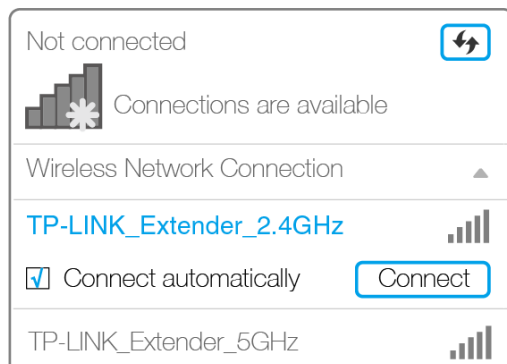 Not connected
Connections are available
Wireless Network Connection
TP-LINK_Extender_2.4GHz
Connect automatically Connect
TP-LINK_Extender_5GHz